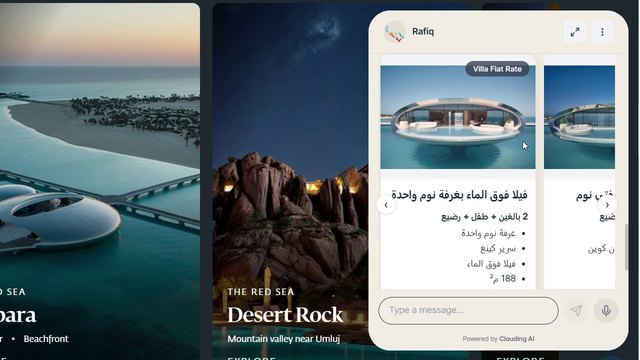 Rafiq
Villa Flat Rate
فيلا فوق الماء بغرفة نوم واحدة
2 بالغين + طفل + رضيع
غرفة نوم واحدة
سرير كينغ
فيلا فوق الماء
188 م²
نوم
ن كوين
Type a message...
Powered by Clouding AI
THE RED SEA
Desert Rock
Mountain valley near Umluj
EXPLORE
D SEA
bara
r • Beachfront